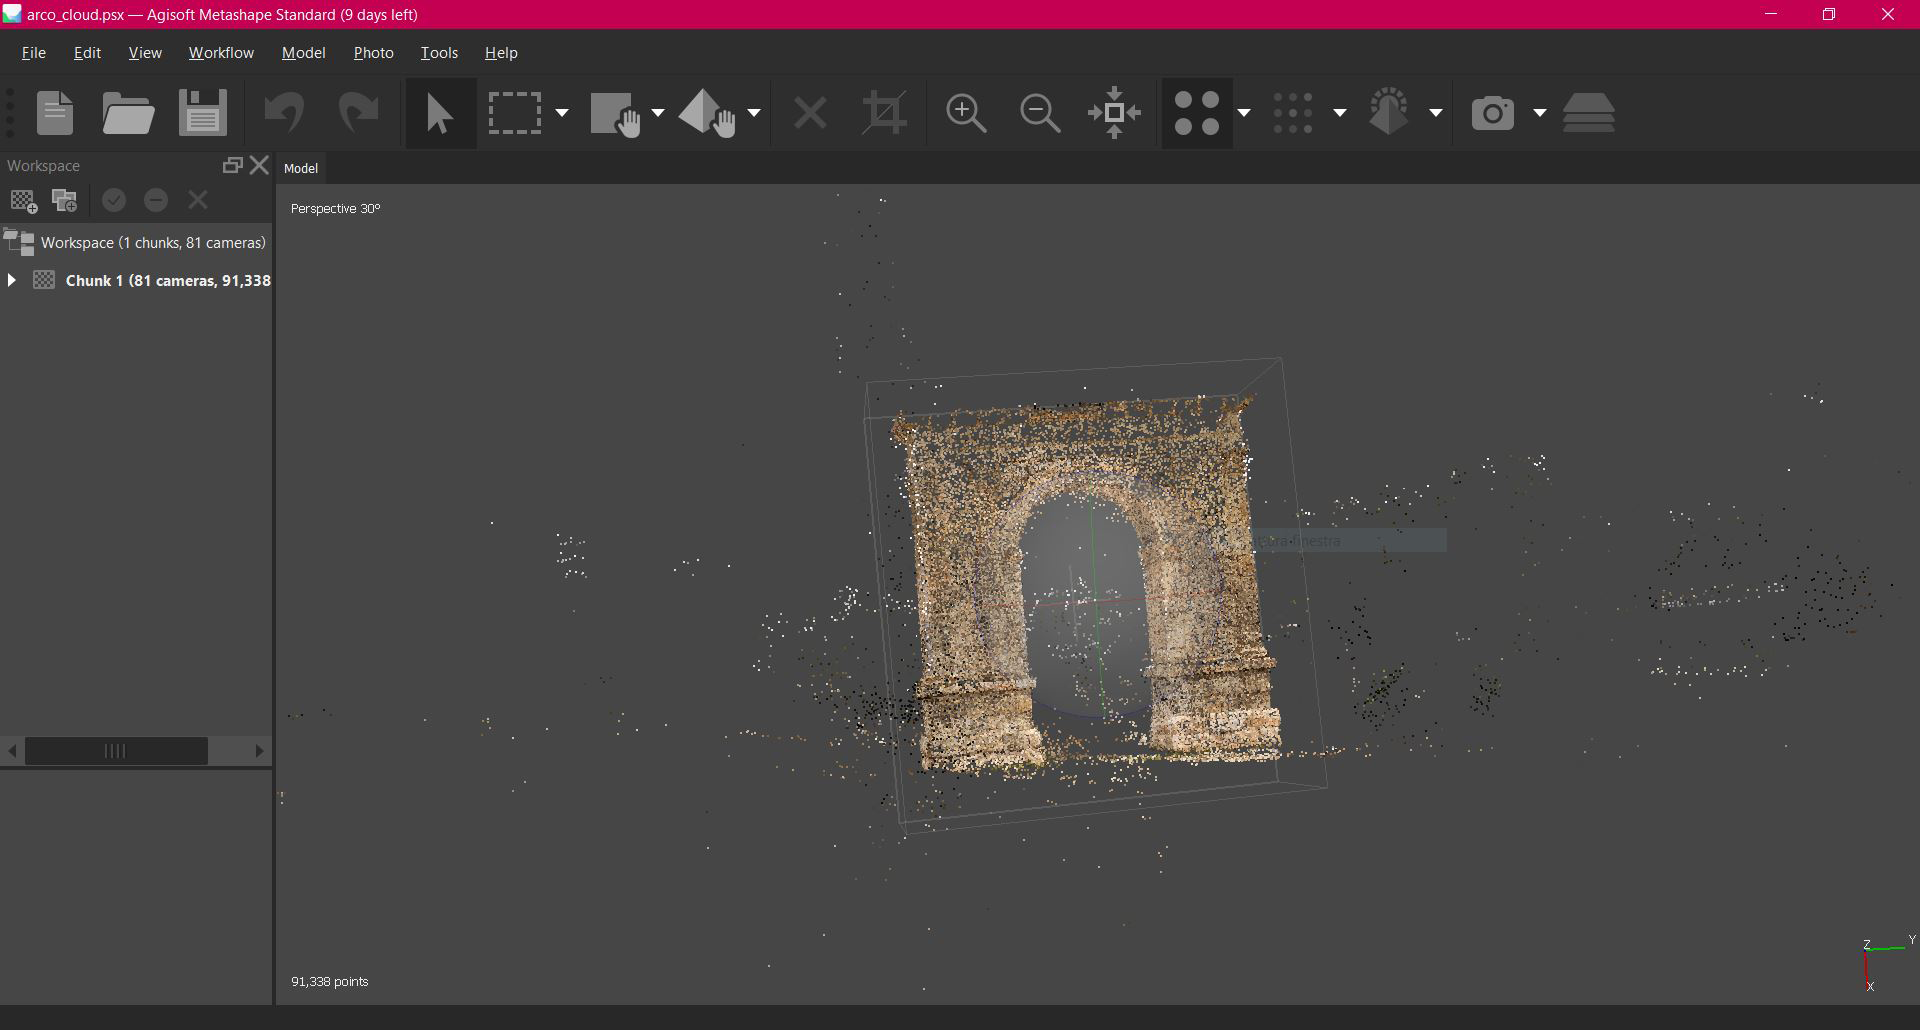 arco_cloud.psx — Agisoft Metashape Standard (9 days left)
File Edit View Workflow Model Photo Tools Help
Workspace
Model
Perspective 30°
Workspace (1 chunks, 81 cameras)
Chunk 1 (81 cameras, 91,338
finestra
91,338 points
Z
Y
X